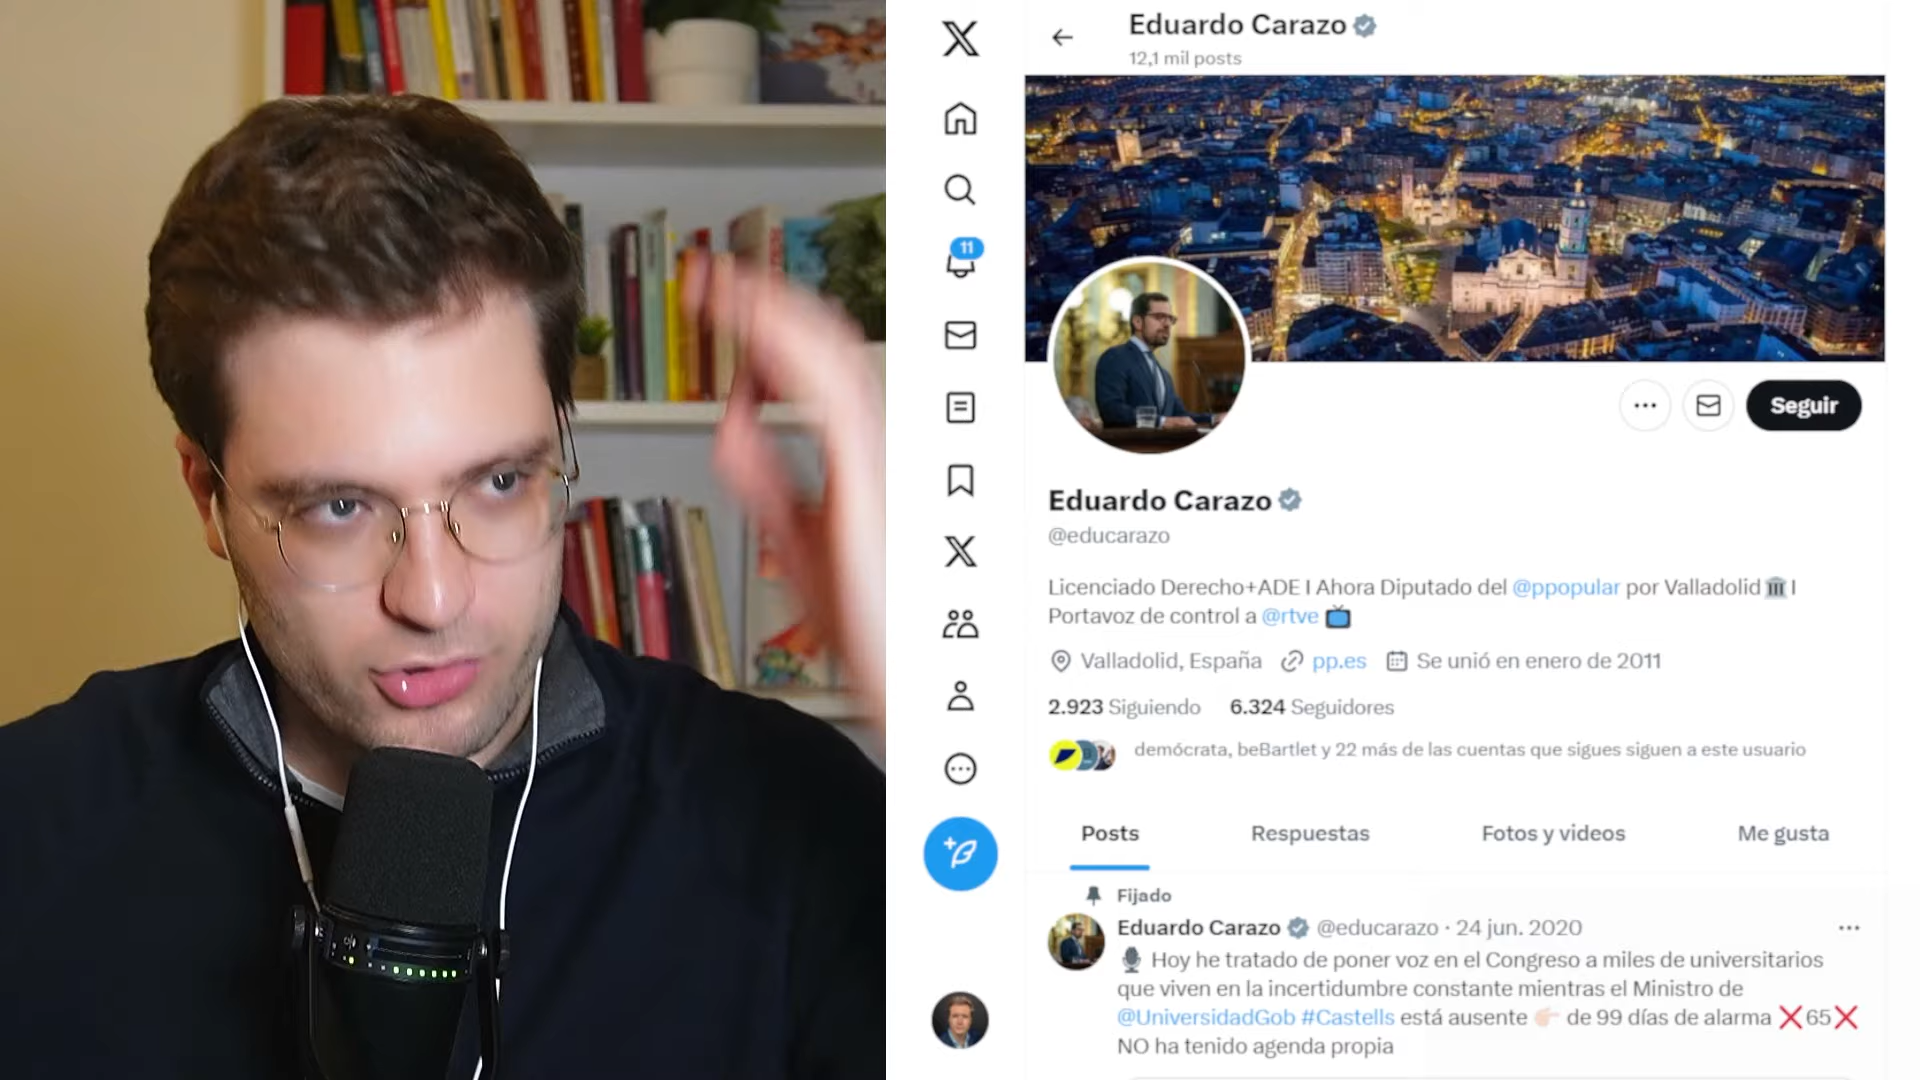 Eduardo Carazo
12,1 mil posts
11
Seguir
Eduardo Carazo
@educarazo
Licenciado Derecho+ADE I Ahora Diputado del @ppopular por Valladolid🏛️I
Portavoz de control a @rtve 📺
Valladolid, España pp.es Se unió en enero de 2011
2.923 Siguiendo 6.324 Seguidores
demócrata, beBartlet y 22 más de las cuentas que sigues siguen a este usuario
Posts Respuestas Fotos y videos Me gusta
Fijado
Eduardo Carazo @educarazo · 24 jun. 2020
🎙️ Hoy he tratado de poner voz en el Congreso a miles de universitarios
que viven en la incertidumbre constante mientras el Ministro de
@UniversidadGob #Castells está ausente 👉🏻 de 99 días de alarma ❌65❌
NO ha tenido agenda propia